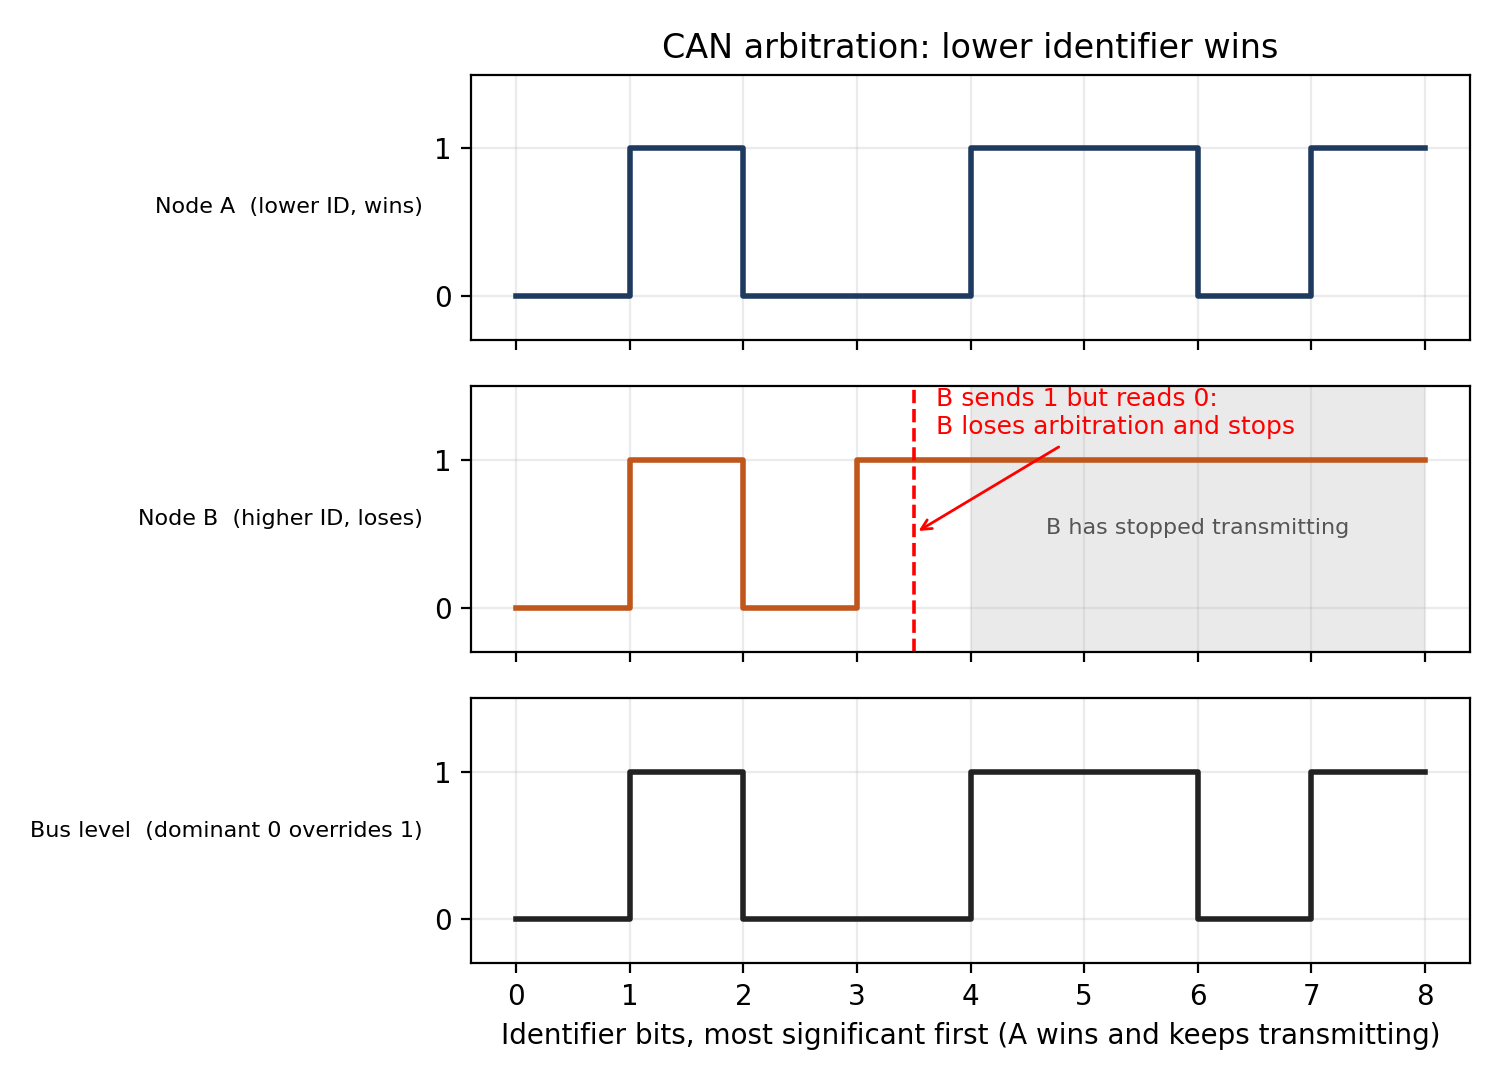 CAN arbitration: lower identifier wins
1
Node A  (lower ID, wins)
0
B sends 1 but reads 0:
B loses arbitration and stops
1
Node B  (higher ID, loses)
B has stopped transmitting
0
1
Bus level  (dominant 0 overrides 1)
0
0 1 2 3 4 5 6 7 8
Identifier bits, most significant first (A wins and keeps transmitting)